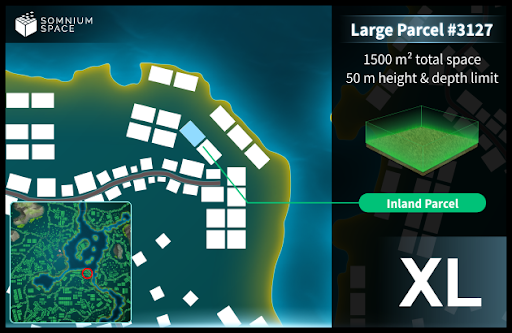 SOMNIUM
SPACE
Large Parcel #3127
1500 m² total space
50 m height & depth limit
Inland Parcel
XL